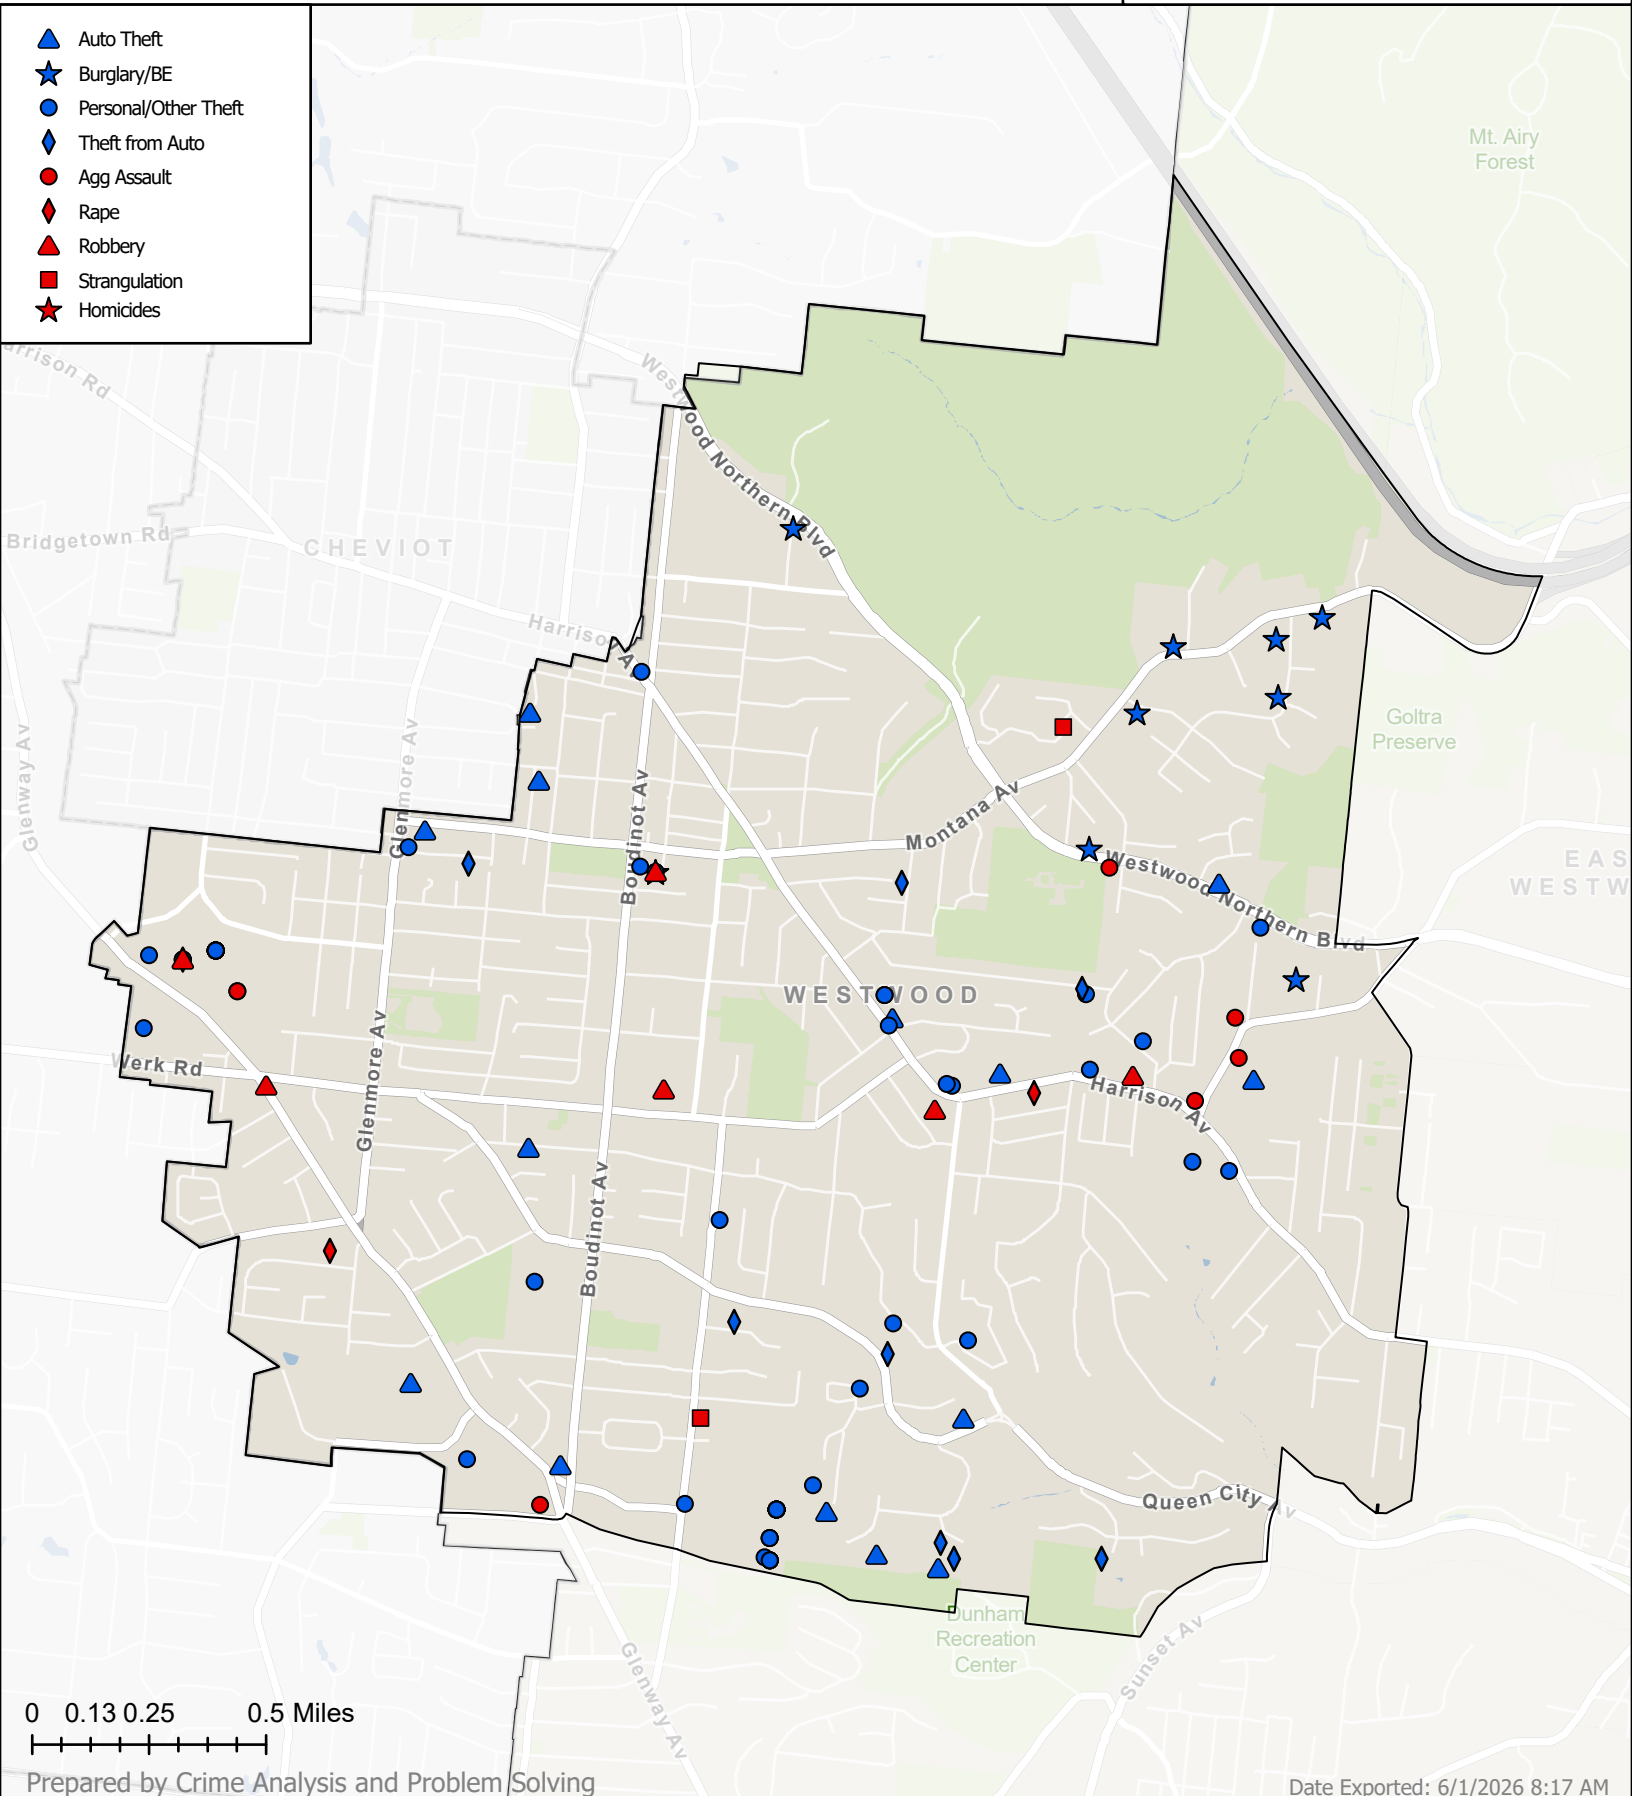 Auto Theft
Burglary/BE
Personal/Other Theft
Theft from Auto
Agg Assault
Rape
Robbery
Strangulation
Homicides
Mt. Airy
Forest
Harrison Rd
Westwood Northern Blvd
Bridgetown Rd
CHEVIOT
Harrison Av
Goltra
Preserve
Glenway Av
Glenmore Av
Boudinot Av
Montana Av
Westwood Northern Blvd
EAS
WESTW
WESTWOOD
Werk Rd
Glenmore Av
Harrison Av
Boudinot Av
Queen City Av
Dunham
Recreation
Center
Sunset Av
Glenway Av
0 0.13 0.25 0.5 Miles
Prepared by Crime Analysis and Problem Solving
Date Exported: 6/1/2026 8:17 AM